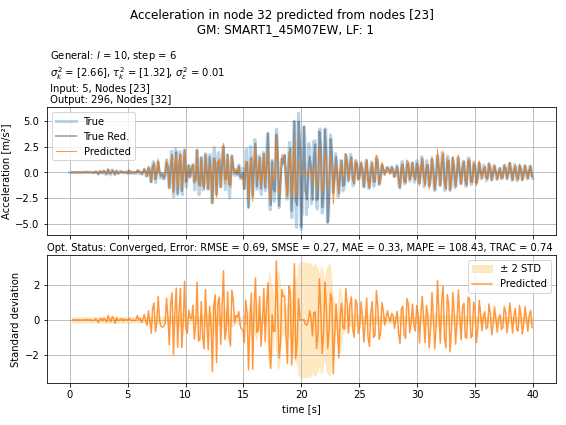 Acceleration in node 32 predicted from nodes [23]
GM: SMART1_45M07EW, LF: 1
General: l = 10, step = 6
σ²ₖ = [2.66], τ²ₖ = [1.32], σ²ε = 0.01
Input: 5, Nodes [23]
Output: 296, Nodes [32]
Acceleration [m/s²]
5.0
2.5
0.0
−2.5
−5.0
True
True Red.
Predicted
Opt. Status: Converged, Error: RMSE = 0.69, SMSE = 0.27, MAE = 0.33, MAPE = 108.43, TRAC = 0.74
Standard deviation
2
0
−2
± 2 STD
Predicted
0 5 10 15 20 25 30 35 40
time [s]